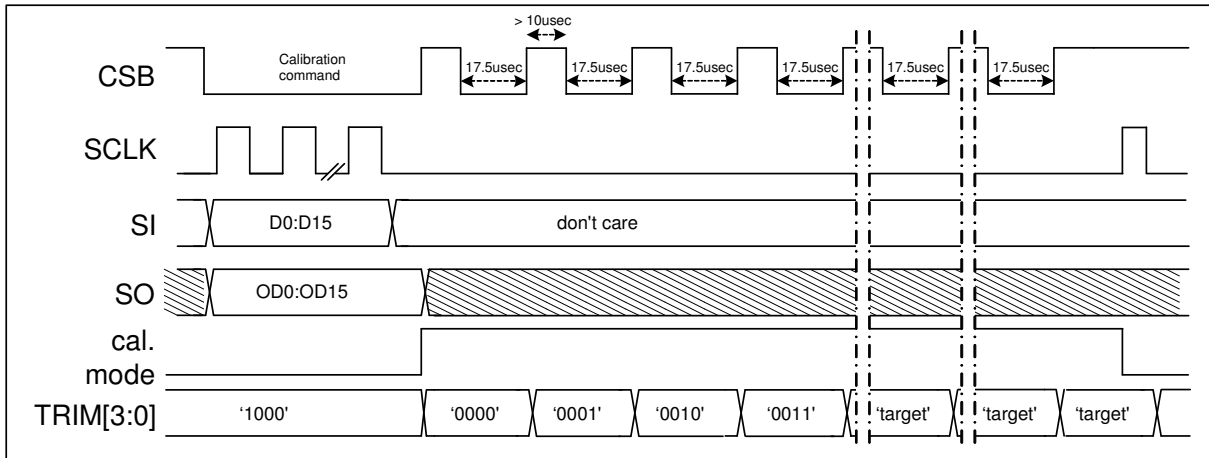 > 10usec
CSB
Calibration
command
17.5usec 17.5usec 17.5usec 17.5usec 17.5usec 17.5usec
SCLK
SI
D0:D15
don't care
SO
OD0:OD15
cal.
mode
TRIM[3:0]
'1000' '0000' '0001' '0010' '0011' 'target' 'target' 'target'